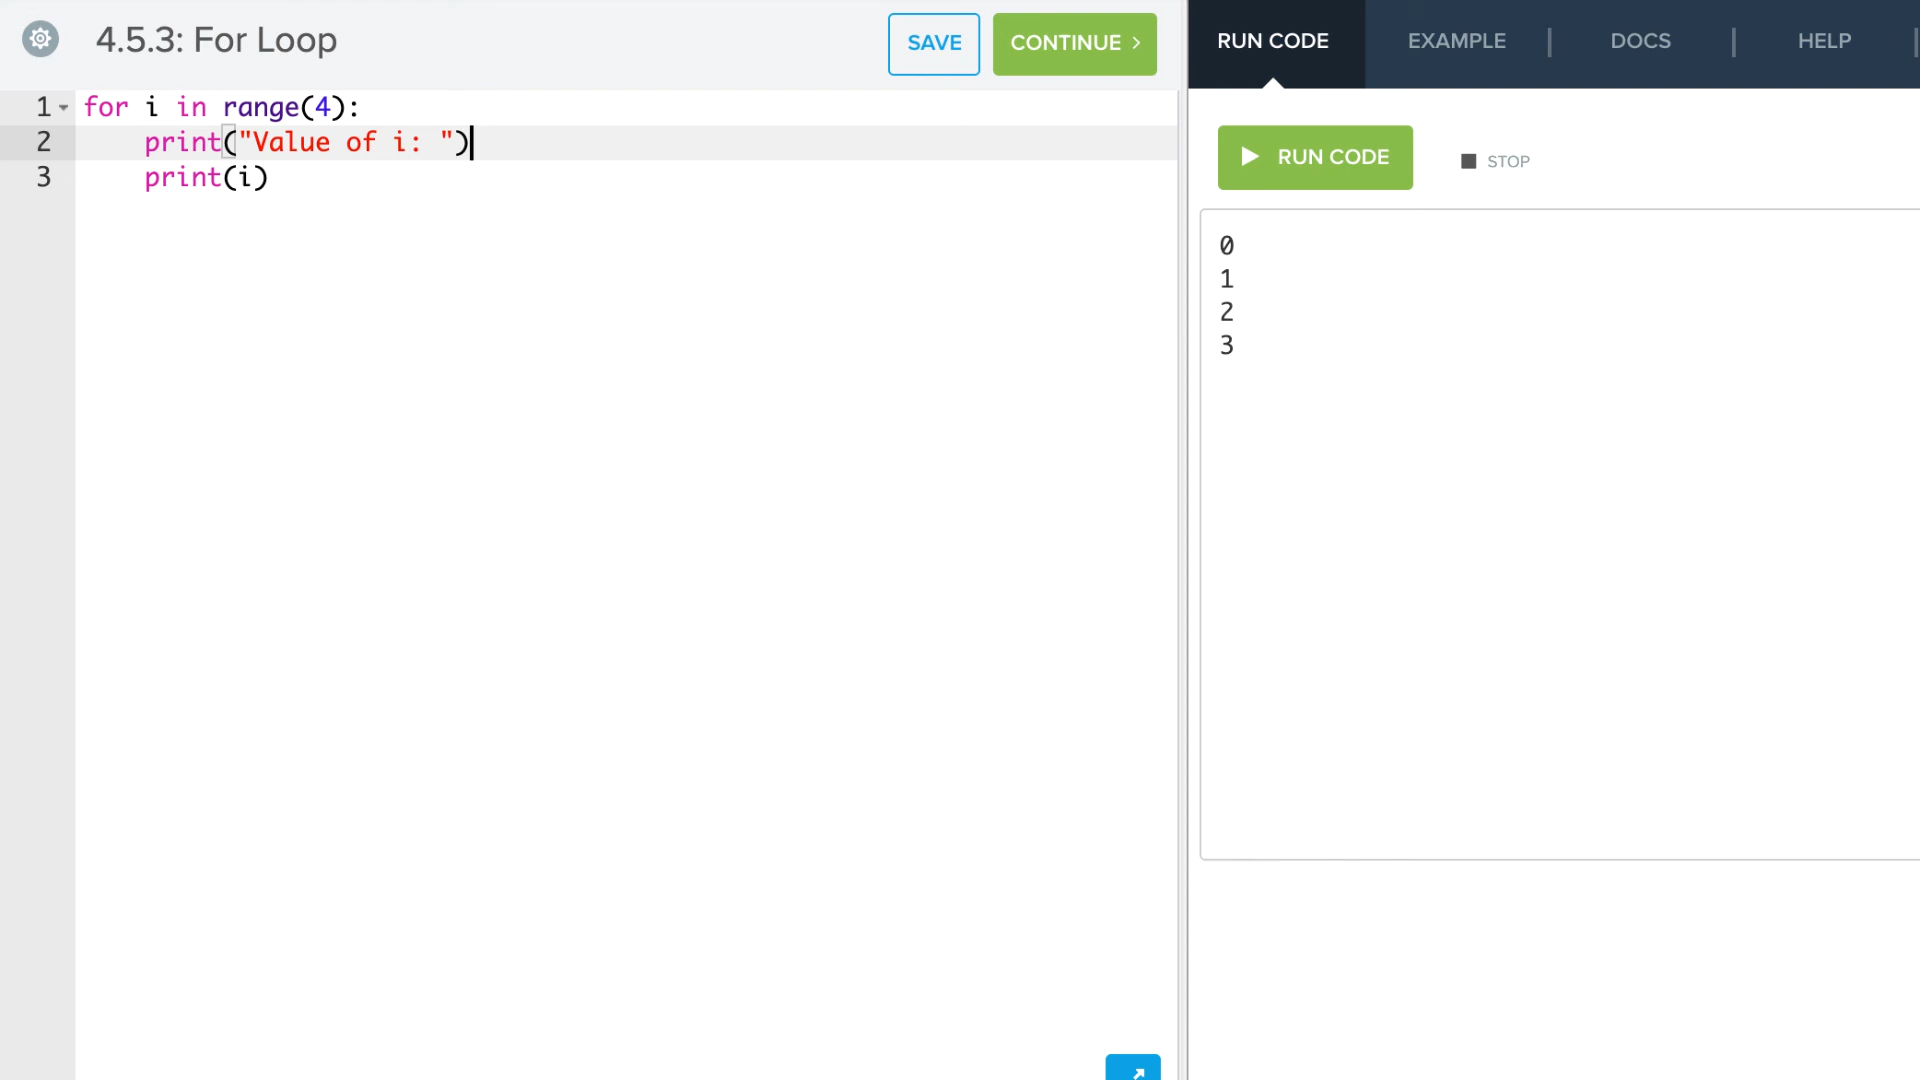 4.5.3: For Loop
SAVE
CONTINUE >
RUN CODE
EXAMPLE
DOCS
HELP
1 for i in range(4):
2     print("Value of i: ")
3     print(i)
RUN CODE
STOP
0
1
2
3